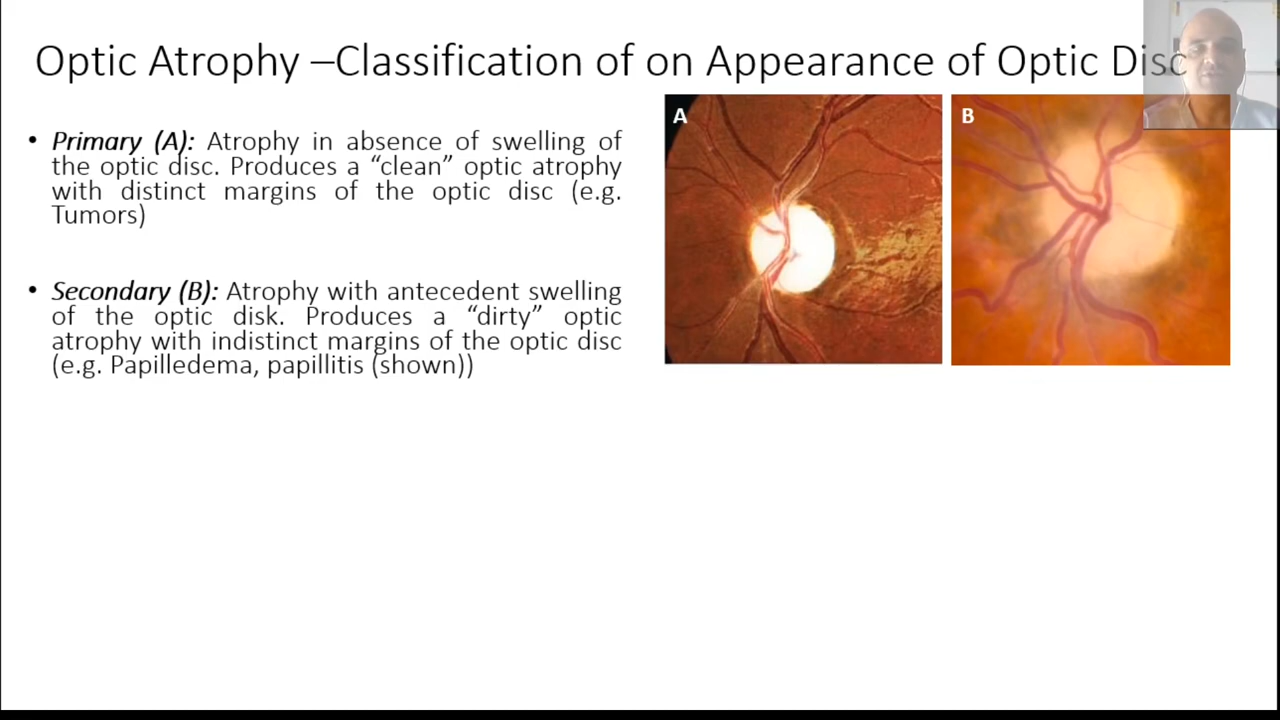 Optic Atrophy –Classification of on Appearance of Optic Disc
• Primary (A): Atrophy in absence of swelling of
the optic disc. Produces a “clean” optic atrophy
with distinct margins of the optic disc (e.g.
Tumors)
• Secondary (B): Atrophy with antecedent swelling
of the optic disk. Produces a “dirty” optic
atrophy with indistinct margins of the optic disc
(e.g. Papilledema, papillitis (shown))
A
B